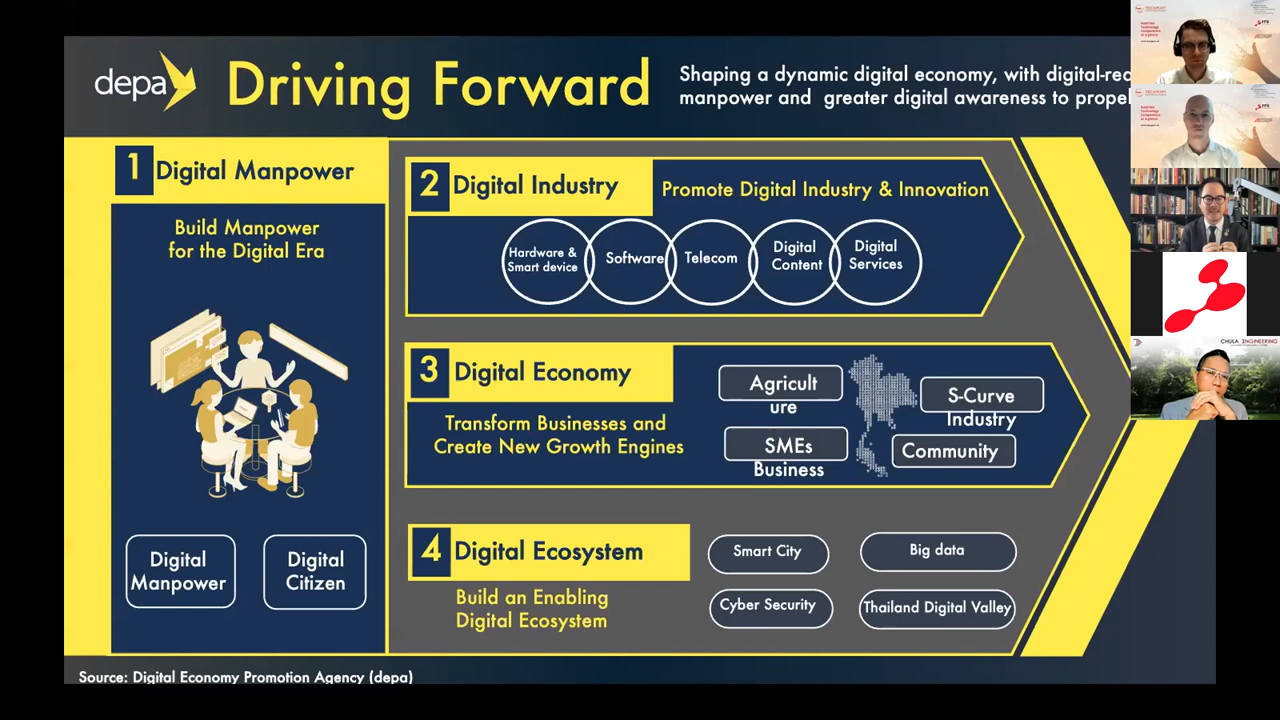 depa
Driving Forward
Shaping a dynamic digital economy, with digital-rea
manpower and greater digital awareness to propel
1 Digital Manpower
Build Manpower
for the Digital Era
Digital
Manpower
Digital
Citizen
2 Digital Industry
Promote Digital Industry & Innovation
Hardware &
Smart device
Software
Telecom
Digital
Content
Digital
Services
3 Digital Economy
Transform Businesses and
Create New Growth Engines
Agricult
ure
S-Curve
Industry
SMEs
Business
Community
4 Digital Ecosystem
Build an Enabling
Digital Ecosystem
Smart City
Big data
Cyber Security
Thailand Digital Valley
Source: Digital Economy Promotion Agency (depa)
CHULA ENGINEERING